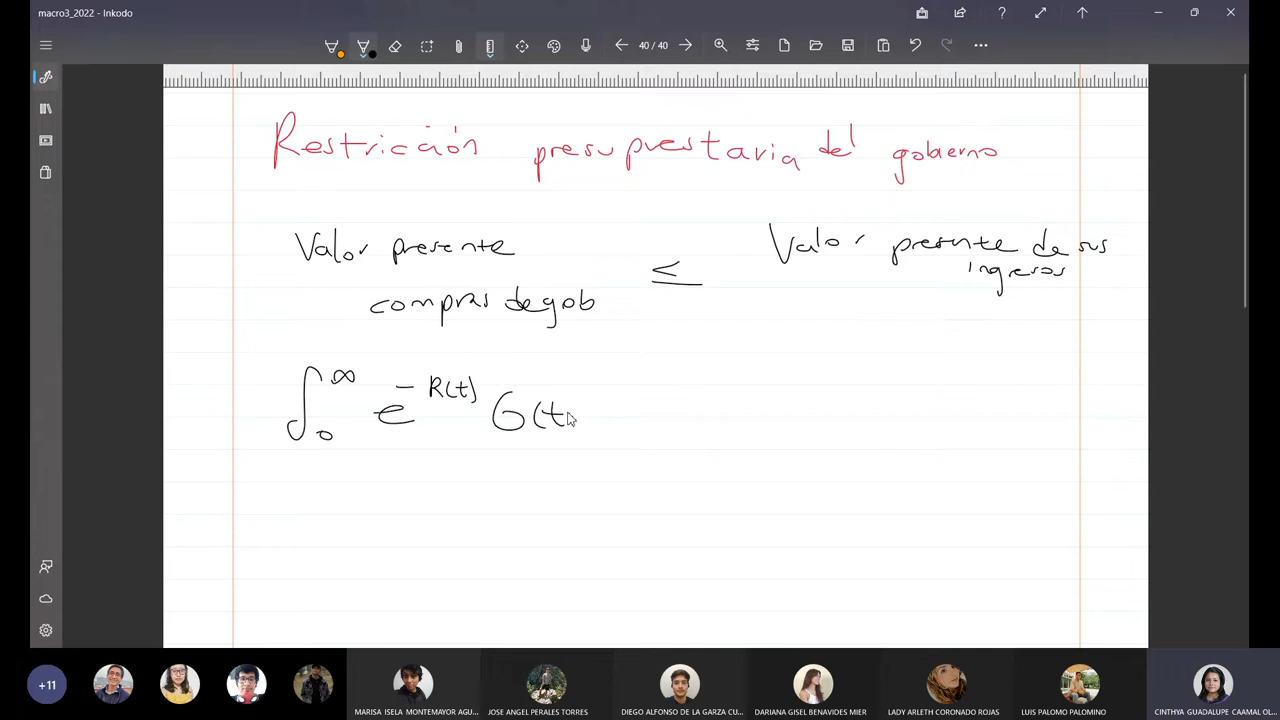 macro3_2022 - Inkodo
40 / 40
Restricción presupuestaria del gobierno
Valor presente
compras de gob
≤
Valor presente de sus
ingresos
∫₀^∞ e^{-R(t)} G(t
+11
MARISA ISELA MONTEMAYOR AGU...
JOSE ANGEL PERALES TORRES
DIEGO ALFONSO DE LA GARZA CU...
DARIANA GISEL BENAVIDES MIER
LADY ARLETH CORONADO ROJAS
LUIS PALOMO PALOMINO
CINTHYA GUADALUPE CAAMAL OL...